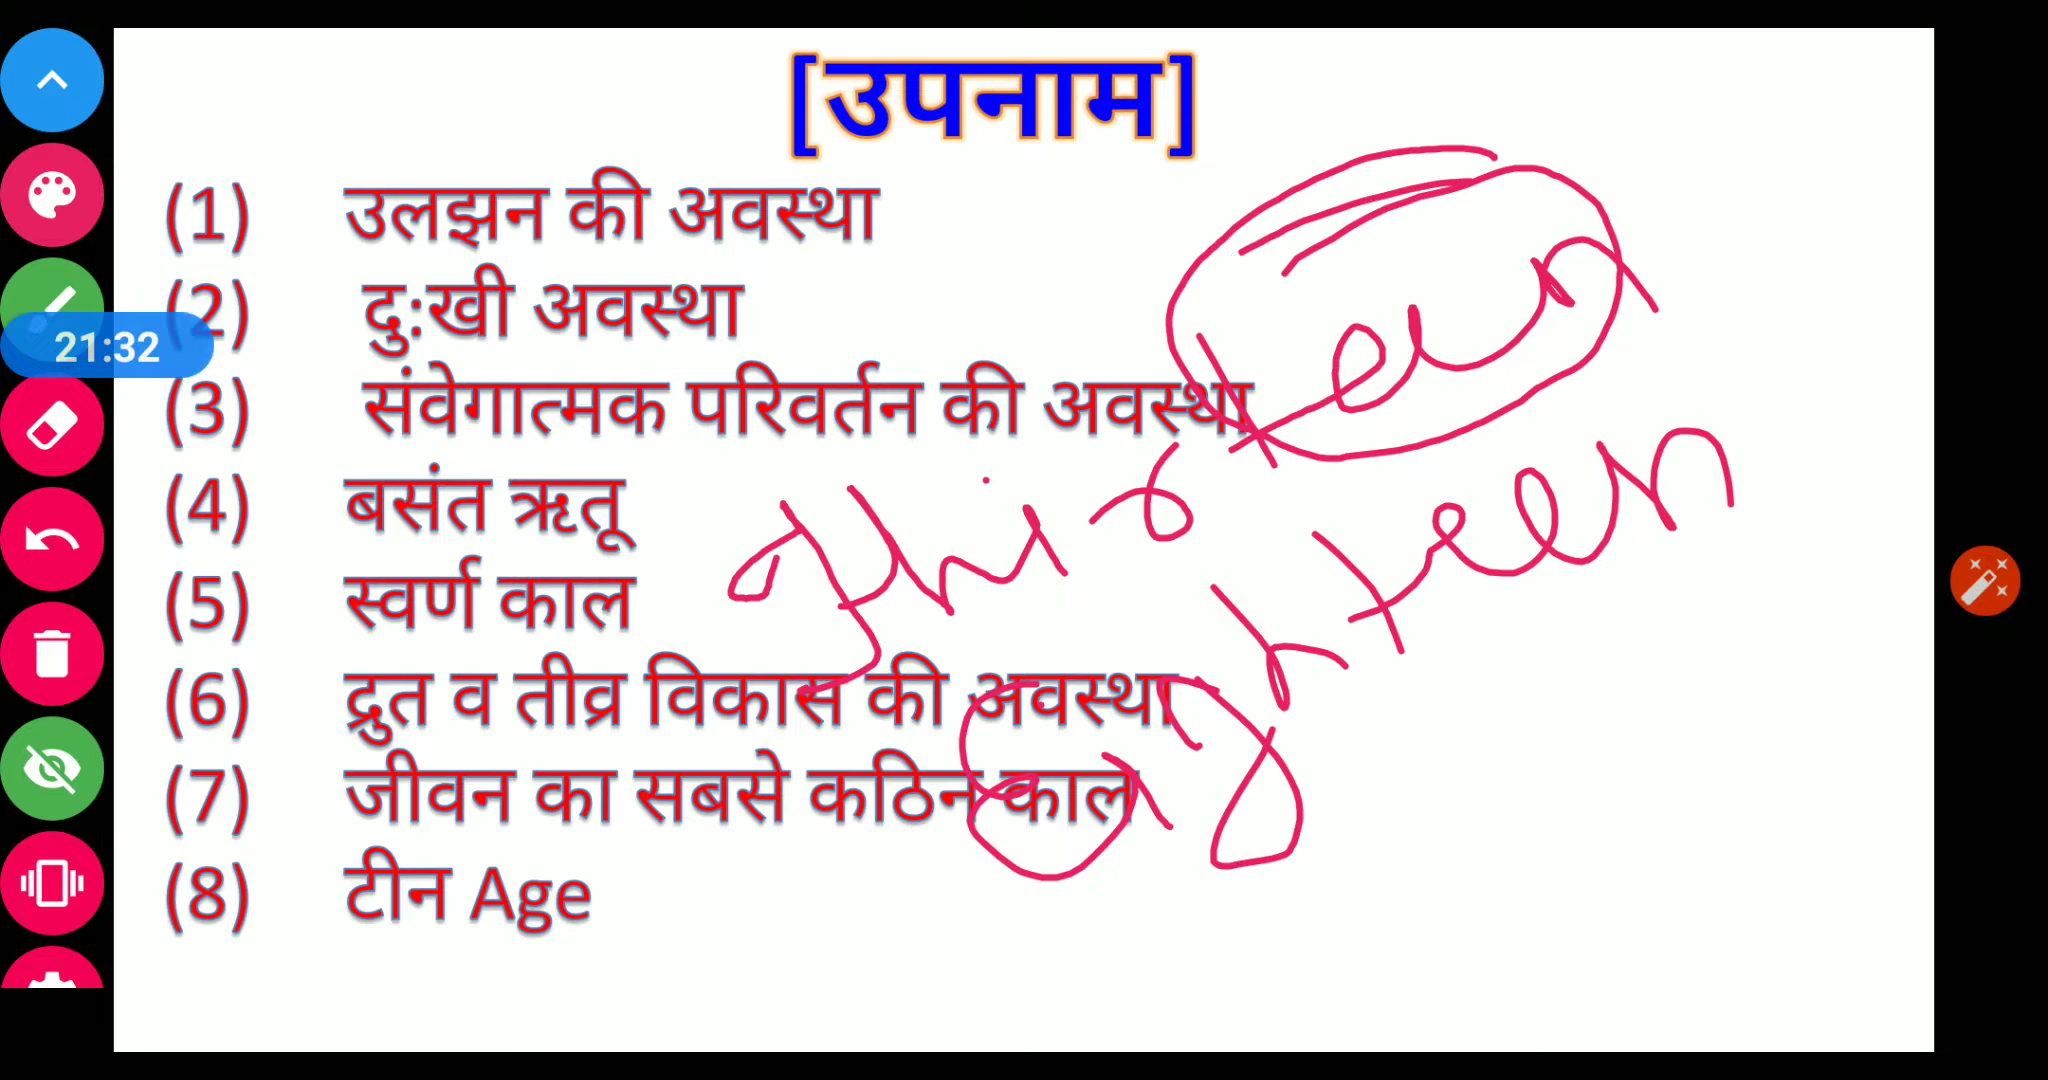 [उपनाम]
(1) उलझन की अवस्था
(2) दु:खी अवस्था
(3) संवेगात्मक परिवर्तन की अवस्था
(4) बसंत ऋतू
(5) स्वर्ण काल
(6) द्रुत व तीव्र विकास की अवस्था
(7) जीवन का सबसे कठिन काल
(8) टीन Age
21:32
Thirteen
Eighteen